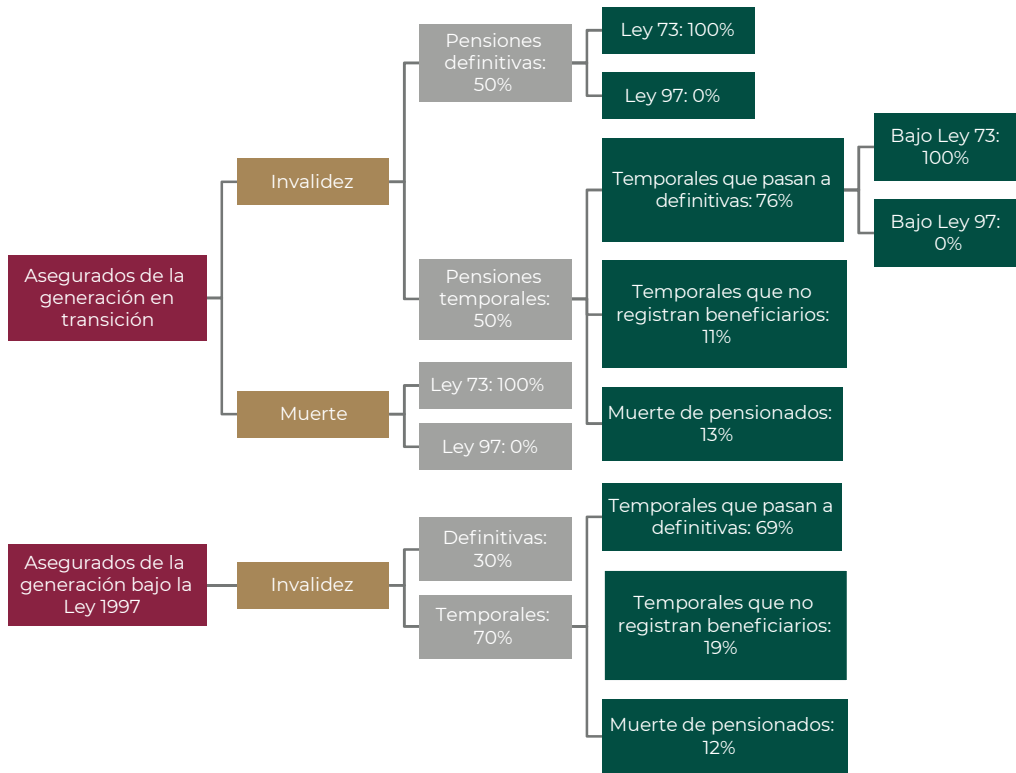 Asegurados de la
generación en
transición
Invalidez
Pensiones
definitivas:
50%
Ley 73: 100%
Ley 97: 0%
Pensiones
temporales:
50%
Temporales que pasan a
definitivas: 76%
Bajo Ley 73:
100%
Bajo Ley 97:
0%
Temporales que no
registran beneficiarios:
11%
Muerte de pensionados:
13%
Muerte
Ley 73: 100%
Ley 97: 0%
Asegurados de la
generación bajo la
Ley 1997
Invalidez
Definitivas:
30%
Temporales:
70%
Temporales que pasan a
definitivas: 69%
Temporales que no
registran beneficiarios:
19%
Muerte de pensionados:
12%